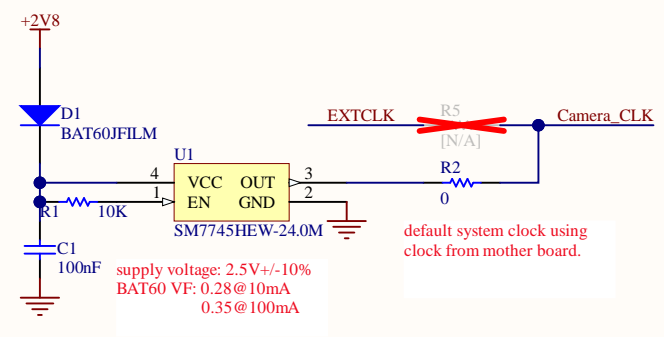 +2V8
D1
BAT60JFILM
EXTCLK
R5
[N/A]
Camera_CLK
U1
4
VCC
OUT
3
1
EN
GND
2
R1
10K
SM7745HEW-24.0M
R2
0
C1
100nF
default system clock using
clock from mother board.
supply voltage: 2.5V+/-10%
BAT60 VF: 0.28@10mA
0.35@100mA